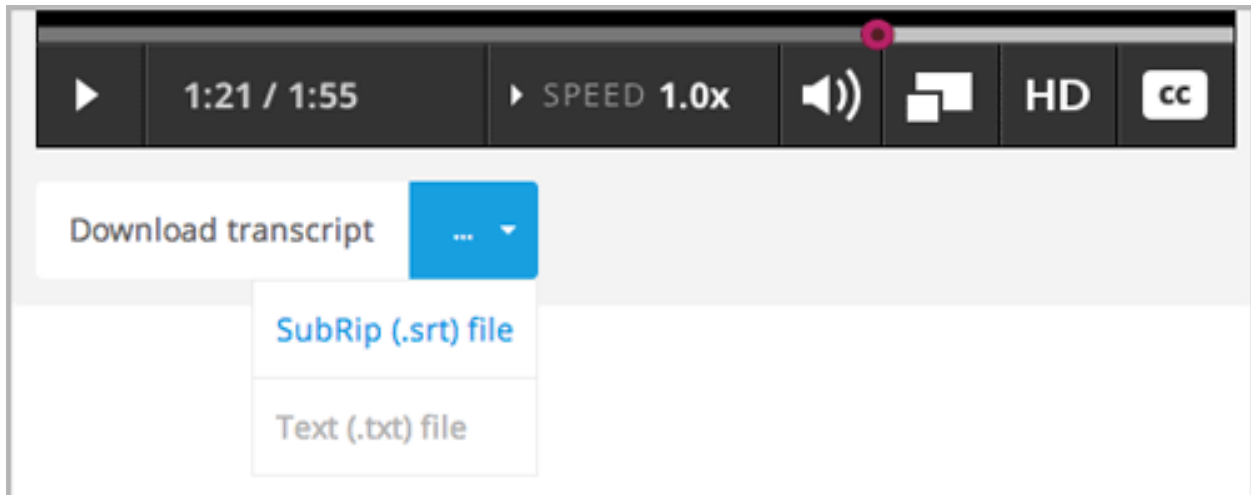 1:21 / 1:55 SPEED 1.0x HD cc
Download transcript ...
SubRip (.srt) file
Text (.txt) file